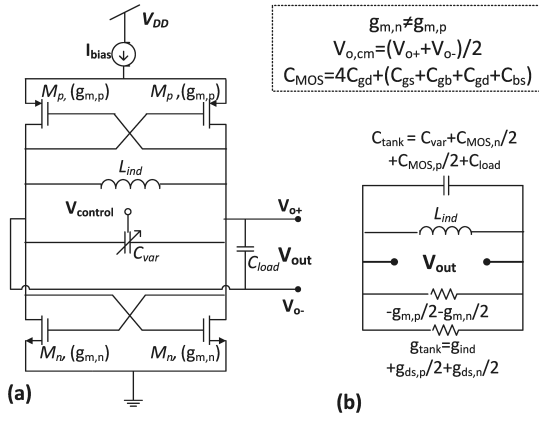 V_DD
I_bias
M_p, (g_m,p)
M_p ,(g_m,p)
L_ind
V_control
C_var
V_o+
C_load
V_out
V_o-
M_n, (g_m,n)
M_n, (g_m,n)
(a)
g_m,n≠g_m,p
V_o,cm=(V_o++V_o-)/2
C_MOS=4C_gd+(C_gs+C_gb+C_gd+C_bs)
C_tank = C_var+C_MOS,n/2
+C_MOS,p/2+C_load
L_ind
V_out
-g_m,p/2-g_m,n/2
g_tank=g_ind
+g_ds,p/2+g_ds,n/2
(b)